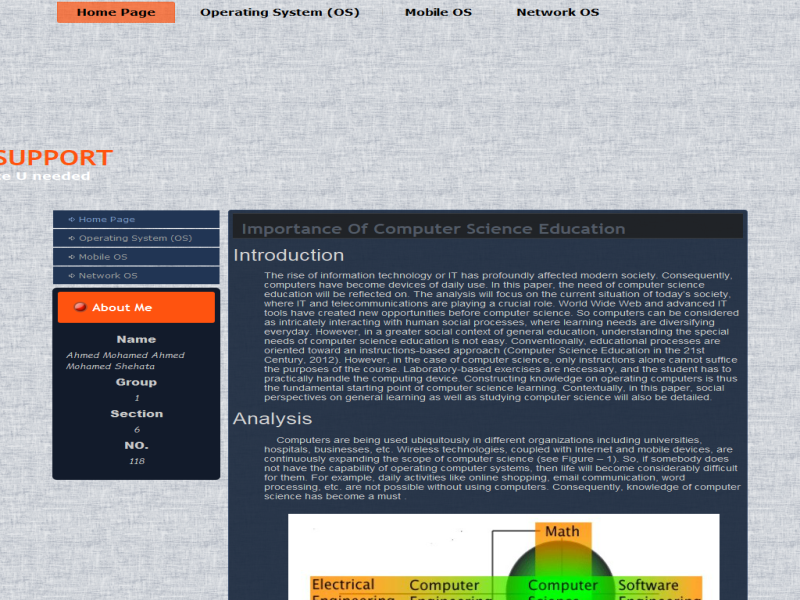 Home Page Operating System (OS) Mobile OS Network OS
SUPPORT
U needed
Home Page
Operating System (OS)
Mobile OS
Network OS
About Me
Name
Ahmed Mohamed Ahmed
Mohamed Shehata
Group
1
Section
6
NO.
118
Importance Of Computer Science Education
Introduction
The rise of information technology or IT has profoundly affected modern society. Consequently,
computers have become devices of daily use. In this paper, the need of computer science
education will be reflected on. The analysis will focus on the current situation of today's society,
where IT and telecommunications are playing a crucial role. World Wide Web and advanced IT
tools have created new opportunities before computer science. So computers can be considered
as intricately interacting with human social processes, where learning needs are diversifying
everyday. However, in a greater social context of general education, understanding the special
needs of computer science education is not easy. Conventionally, educational processes are
oriented toward an instructions-based approach (Computer Science Education in the 21st
Century, 2012). However, in the case of computer science, only instructions alone cannot suffice
the purposes of the course. Laboratory-based exercises are necessary, and the student has to
practically handle the computing device. Constructing knowledge on operating computers is thus
the fundamental starting point of computer science learning. Contextually, in this paper, social
perspectives on general learning as well as studying computer science will also be detailed.
Analysis
Computers are being used ubiquitously in different organizations including universities,
hospitals, businesses, etc. Wireless technologies, coupled with Internet and mobile devices, are
continuously expanding the scope of computer science (see Figure – 1). So, if somebody does
not have the capability of operating computer systems, then life will become considerably difficult
for them. For example, daily activities like online shopping, email communication, word
processing, etc. are not possible without using computers. Consequently, knowledge of computer
science has become a must .
Math
Electrical Computer Computer Software
Engineering Engineering Science Engineering